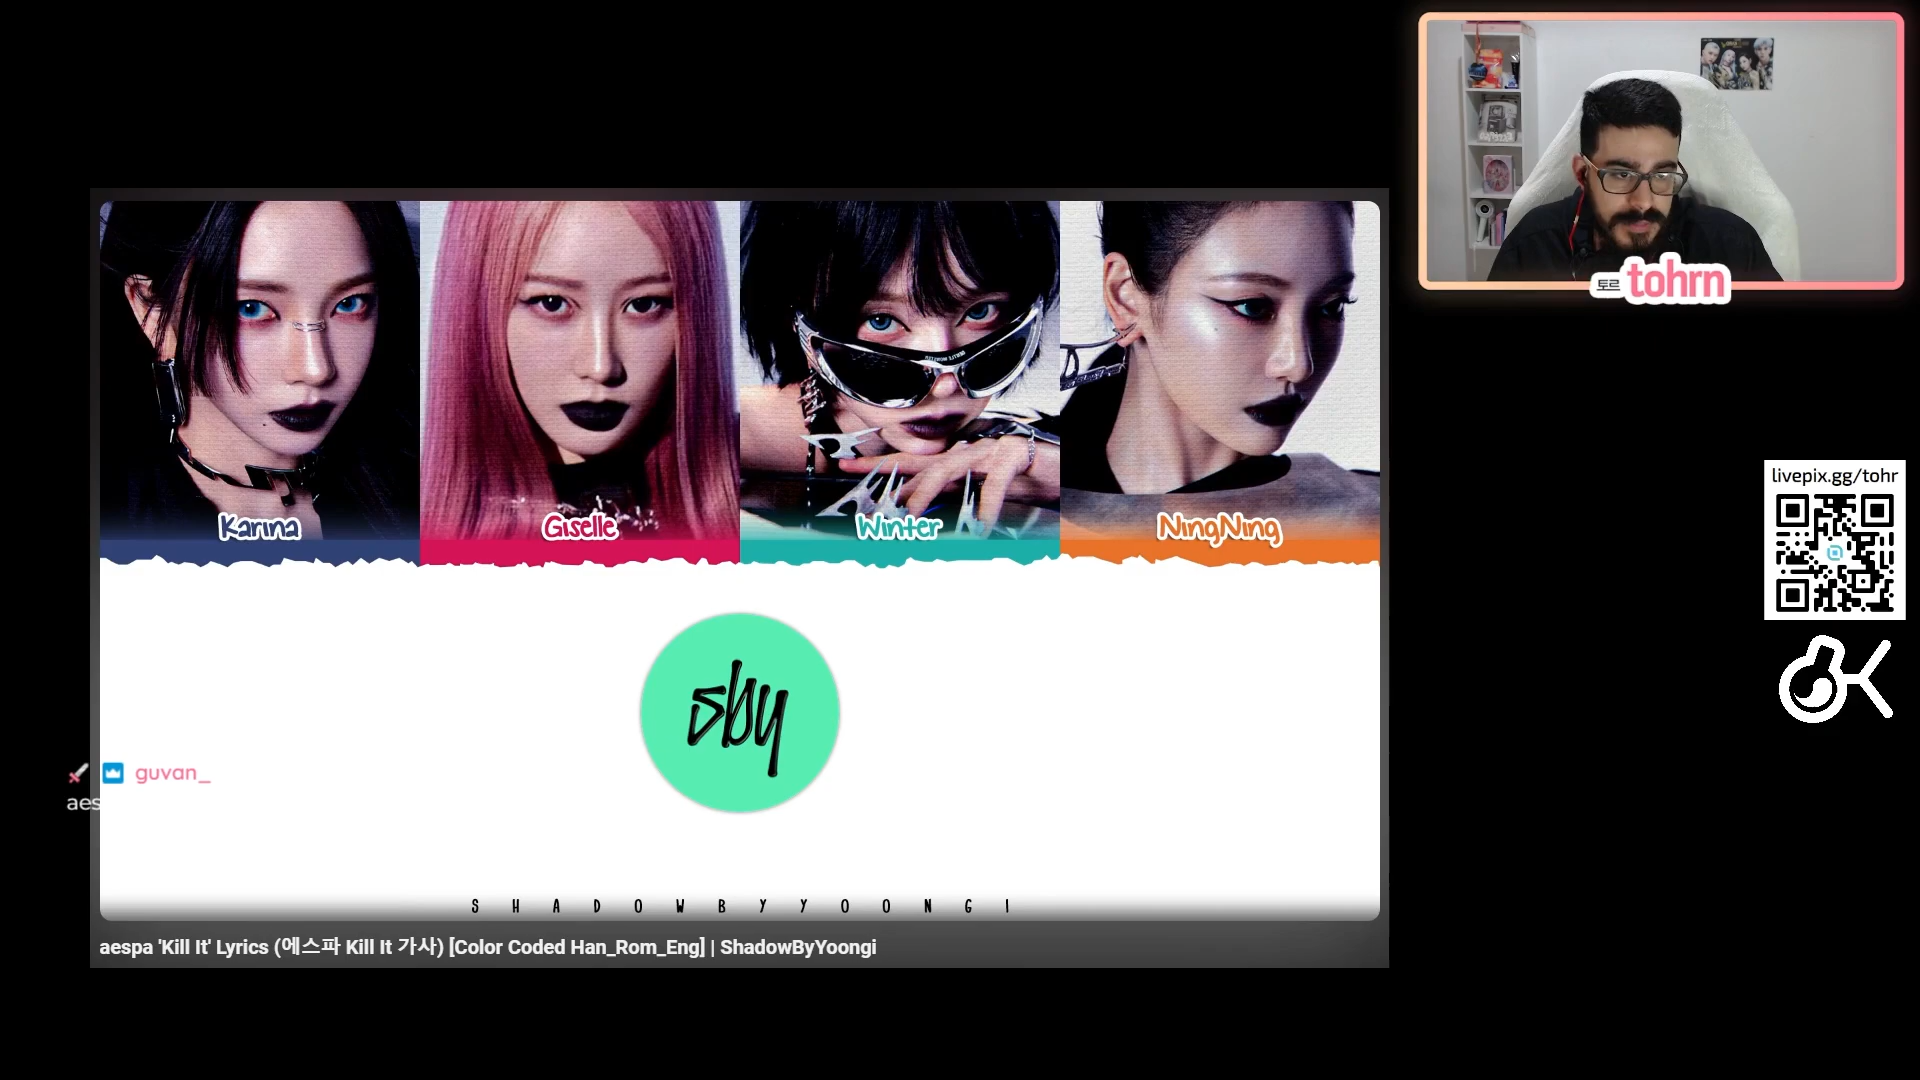 토르 tohrn
Karina
Giselle
Winter
NingNing
livepix.gg/tohr
sby
guvan_
aes
SHADOWBYYOONGI
aespa 'Kill It' Lyrics (에스파 Kill It 가사) [Color Coded Han_Rom_Eng] | ShadowByYoongi